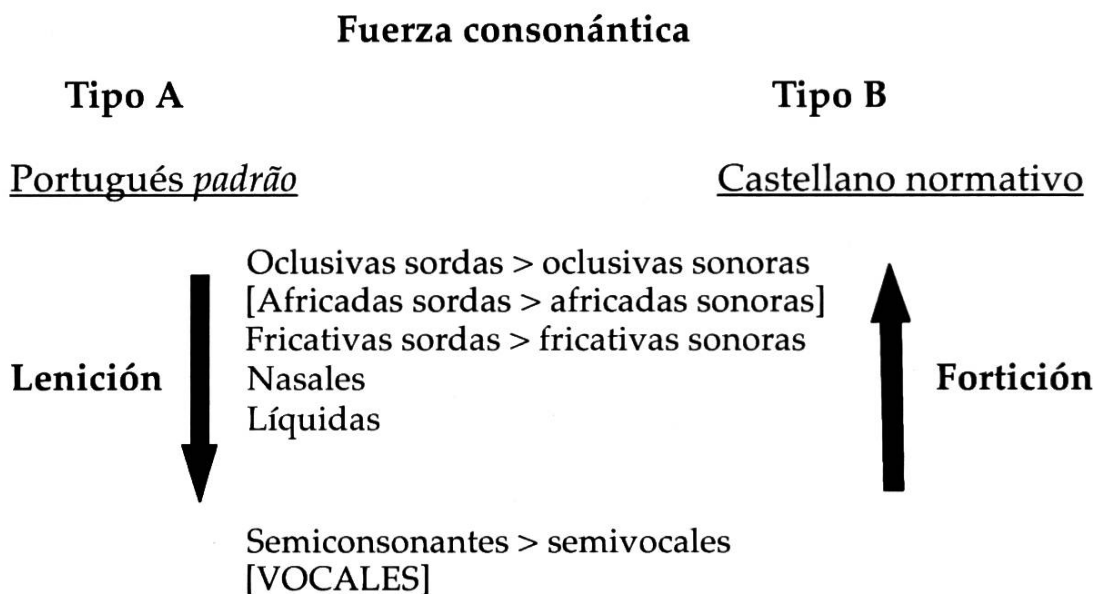 Fuerza consonántica
Tipo A Tipo B
Portugués padrão Castellano normativo
Oclusivas sordas > oclusivas sonoras
[Africadas sordas > africadas sonoras]
Fricativas sordas > fricativas sonoras
Lenición Nasales Fortición
Líquidas
Semiconsonantes > semivocales
[VOCALES]